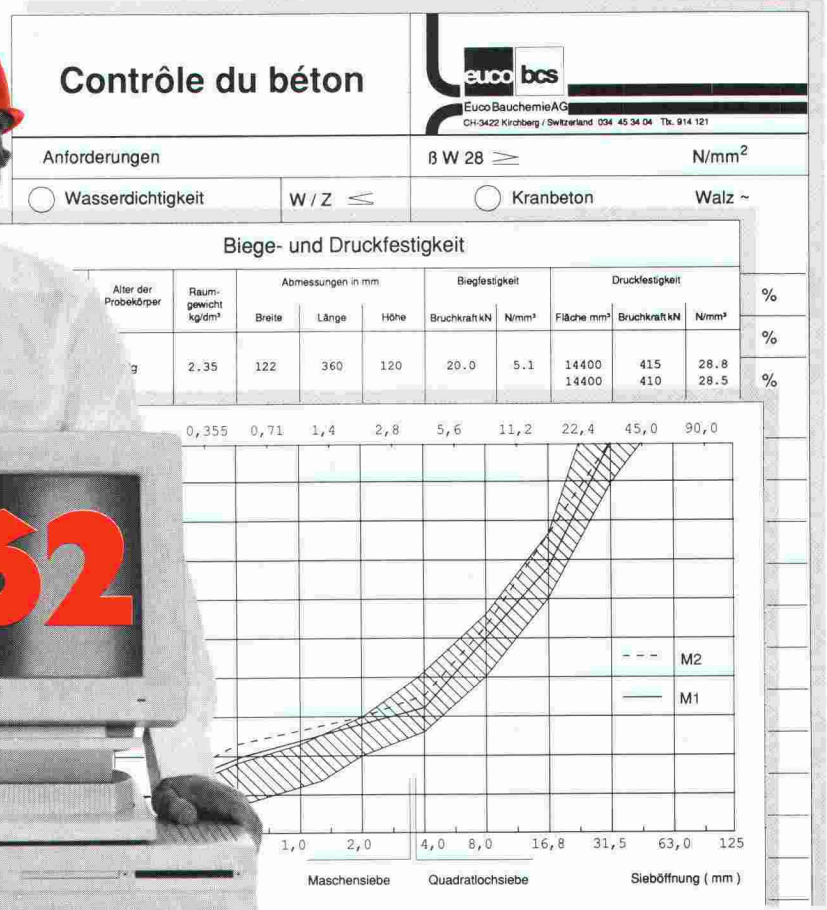 Contrôle du béton
euco bcs
Euco Bauchemie AG
CH-3422 Kirchberg / Switzerland 034 45 34 04 Tlx. 914 121
Anforderungen ß W 28 ≥ N/mm²
Wasserdichtigkeit W / Z ≤ Kranbeton Walz ~
Biege- und Druckfestigkeit
Alter der Probekörper
Raum-
gewicht
kg/dm³
Abmessungen in mm
Breite Länge Höhe
Biegfestigkeit
Bruchkraft kN N/mm³
Druckfestigkeit
Fläche mm³ Bruchkraft kN N/mm³
%
%
%
g 2.35 122 360 120 20.0 5.1 14400 415 28.8
14400 410 28.5
0,355 0,71 1,4 2,8 5,6 11,2 22,4 45,0 90,0
62
M2
M1
1,0 2,0 4,0 8,0 16,8 31,5 63,0 125
Maschensiebe Quadratlochsiebe Sieböffnung ( mm )